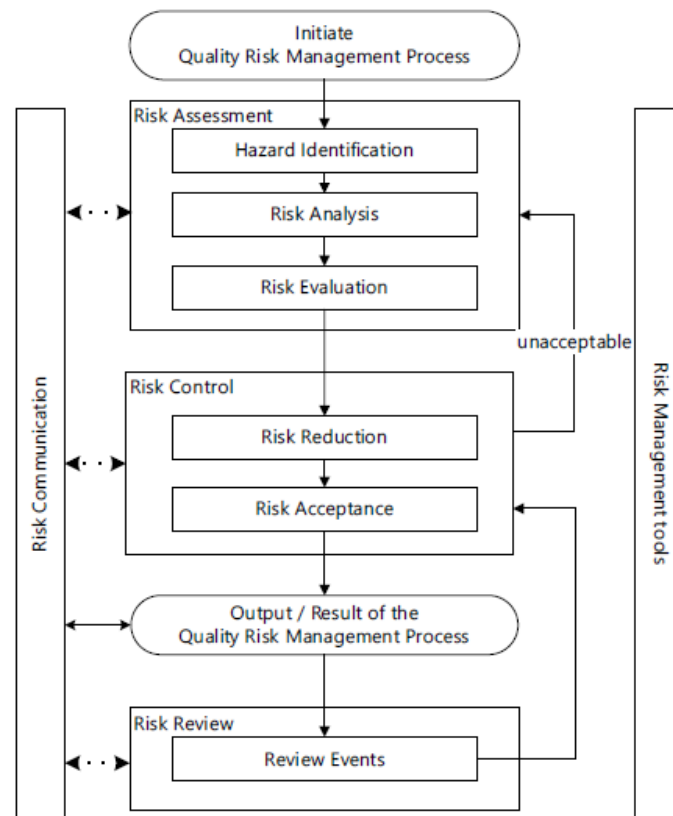 Initiate
Quality Risk Management Process
Risk Assessment
Hazard Identification
Risk Analysis
Risk Evaluation
unacceptable
Risk Control
Risk Reduction
Risk Acceptance
Output / Result of the
Quality Risk Management Process
Risk Review
Review Events
Risk Communication
Risk Management tools